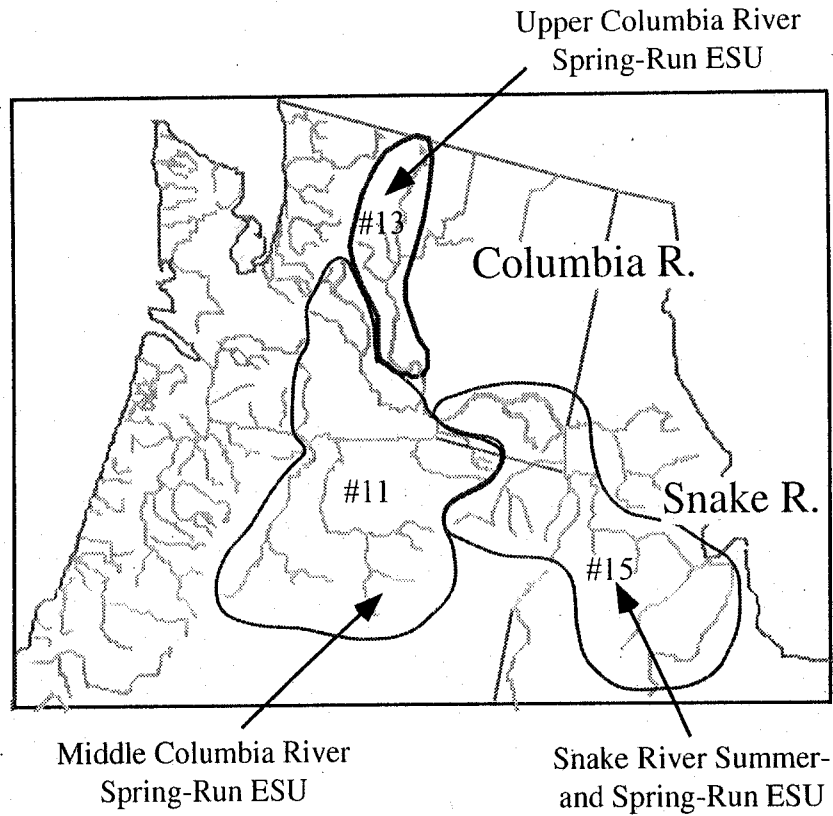 Upper Columbia River
Spring-Run ESU
#13
Columbia R.
#11
Snake R.
#15
Middle Columbia River
Spring-Run ESU
Snake River Summer-
and Spring-Run ESU